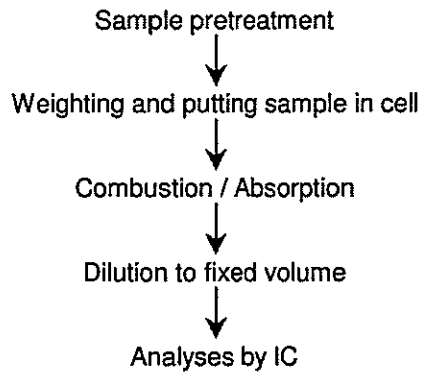 Sample pretreatment
Weighting and putting sample in cell
Combustion / Absorption
Dilution to fixed volume
Analyses by IC